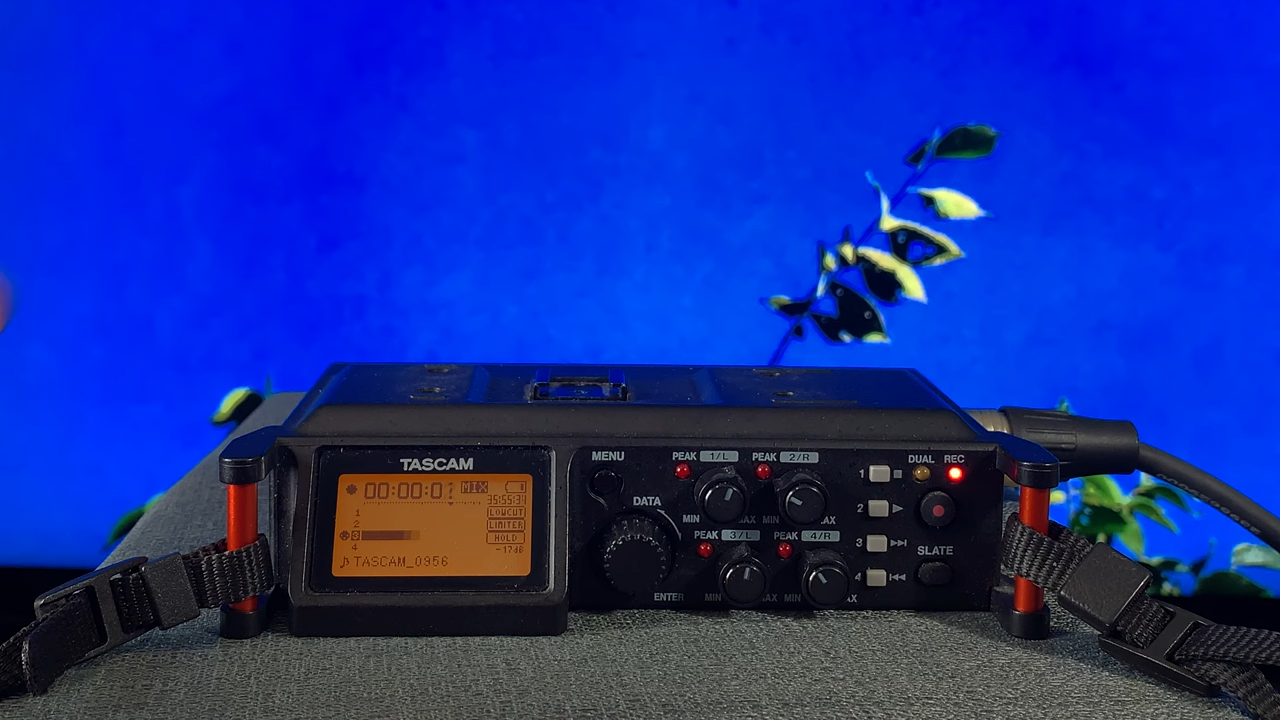 TASCAM
00:00:0 MIX
35:55:3
1 LOWCUT
2 LIMITER
3 HOLD
4 -17dB
TASCAM_0956
MENU
DATA
ENTER
PEAK 1/L PEAK 2/R
MIN MAX MIN MAX
PEAK 3/L PEAK 4/R
MIN MAX MIN MAX
DUAL REC
1
2
3
4
SLATE